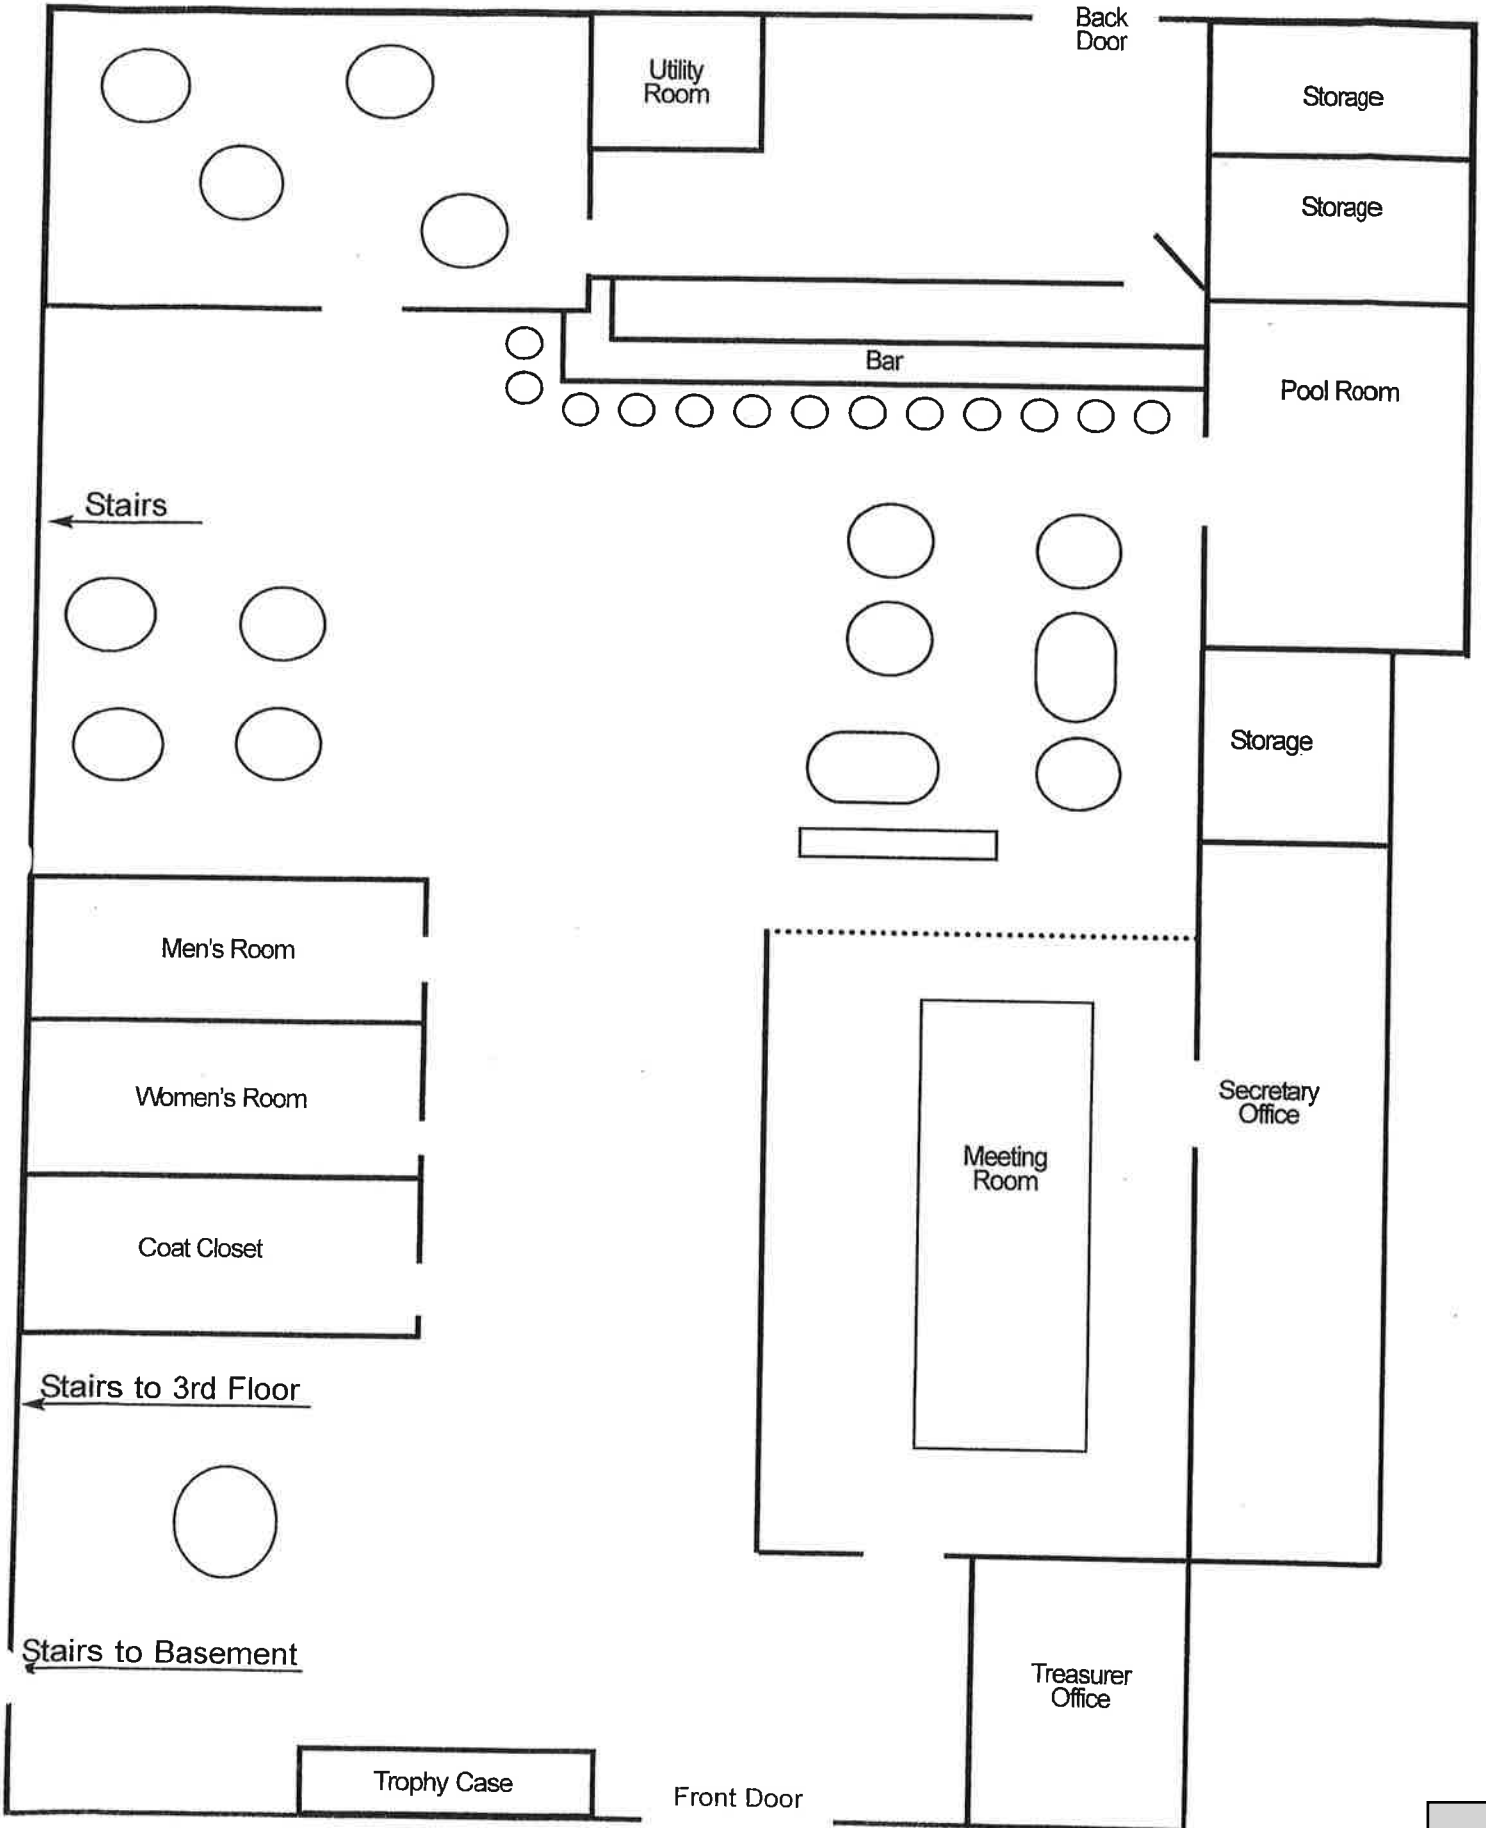 Back
Door
Utility
Room
Storage
Storage
Bar
Pool Room
Stairs
Storage
Men's Room
Women's Room
Secretary
Office
Meeting
Room
Coat Closet
Stairs to 3rd Floor
Stairs to Basement
Treasurer
Office
Trophy Case
Front Door